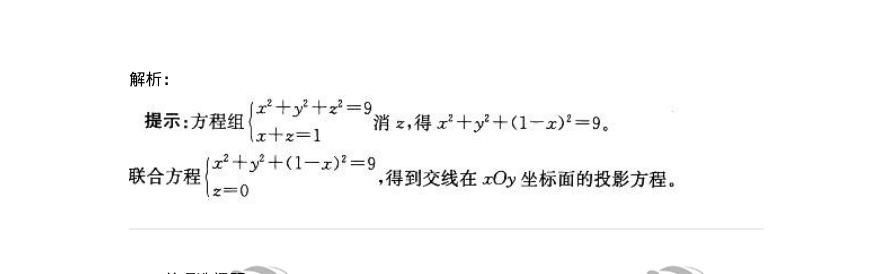 解析：
提示：方程组{x²＋y²＋z²＝9 x＋z＝1 消 z，得 x²＋y²＋(1－x)²＝9。
联合方程{x²＋y²＋(1－x)²＝9 z＝0 ，得到交线在 xOy 坐标面的投影方程。